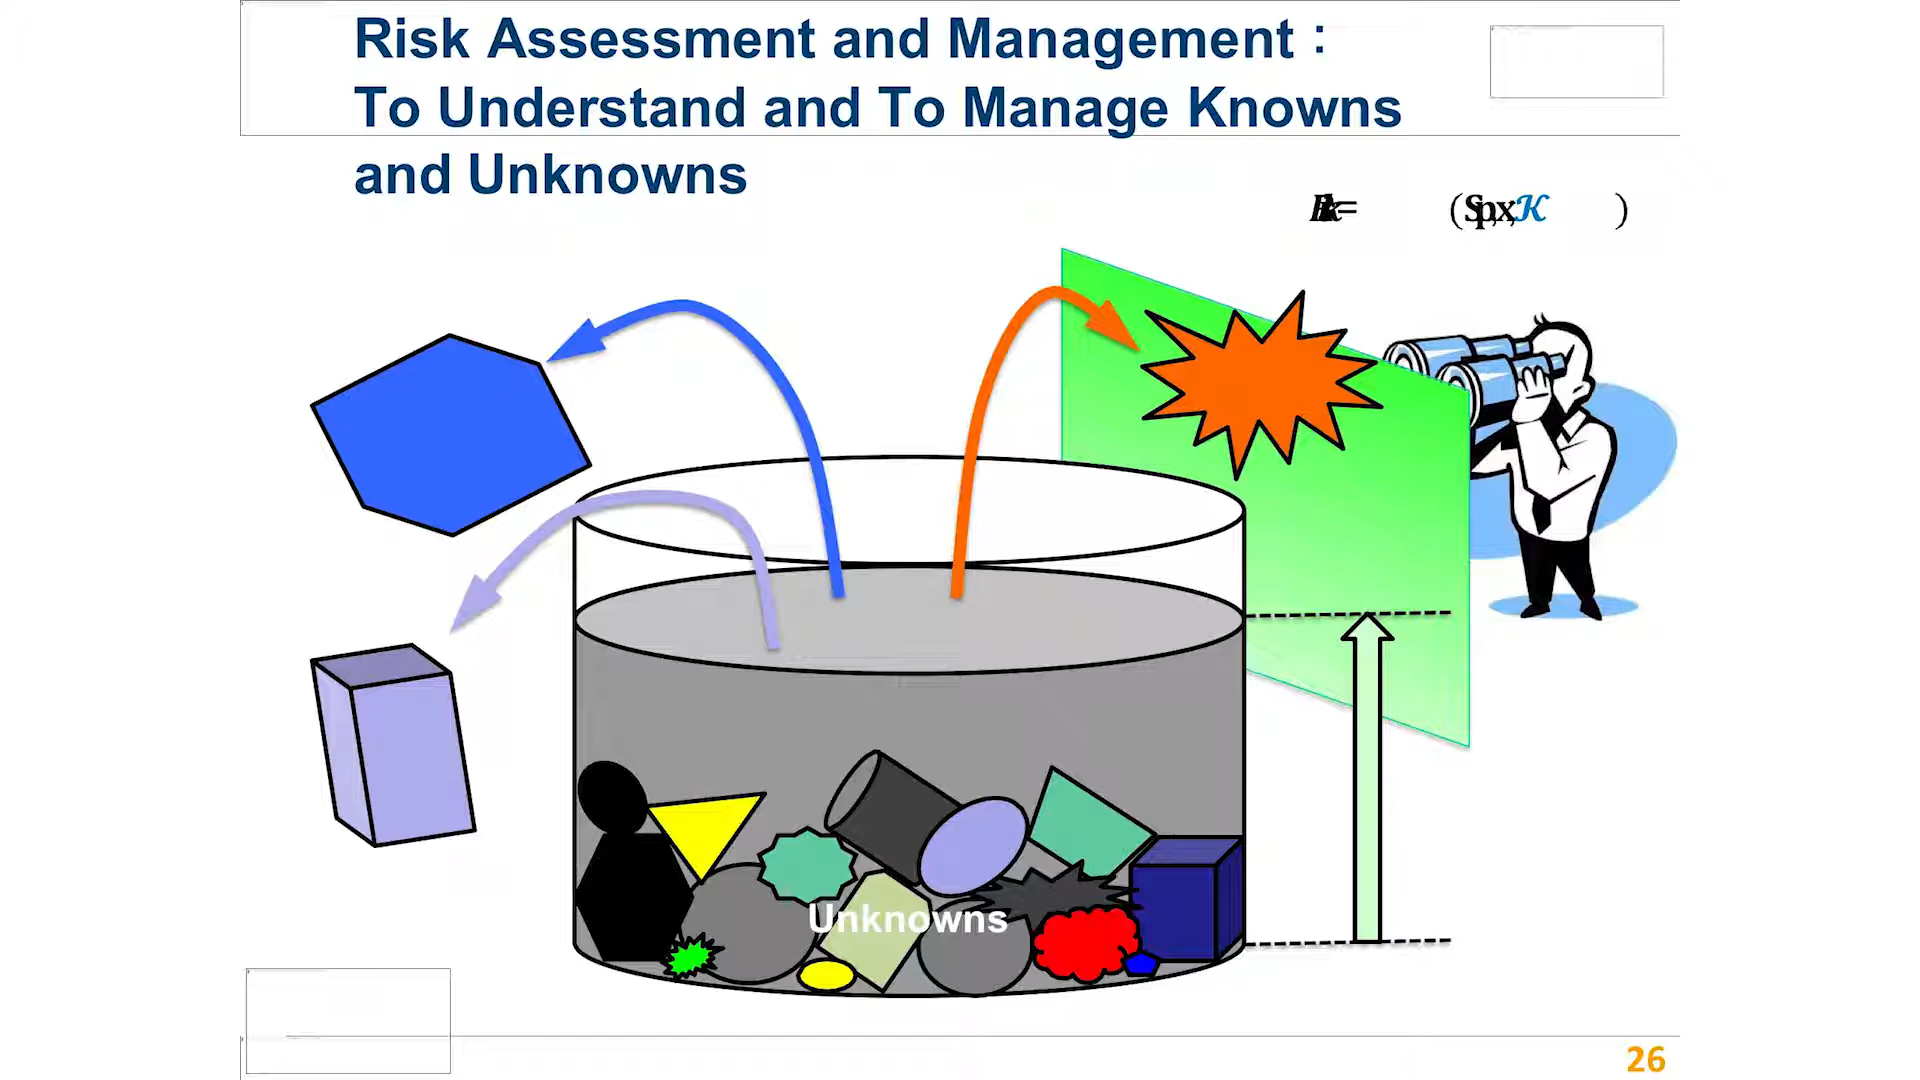 Risk Assessment and Management :
To Understand and To Manage Knowns
and Unknowns
(S,p,x,K )
Unknowns
26